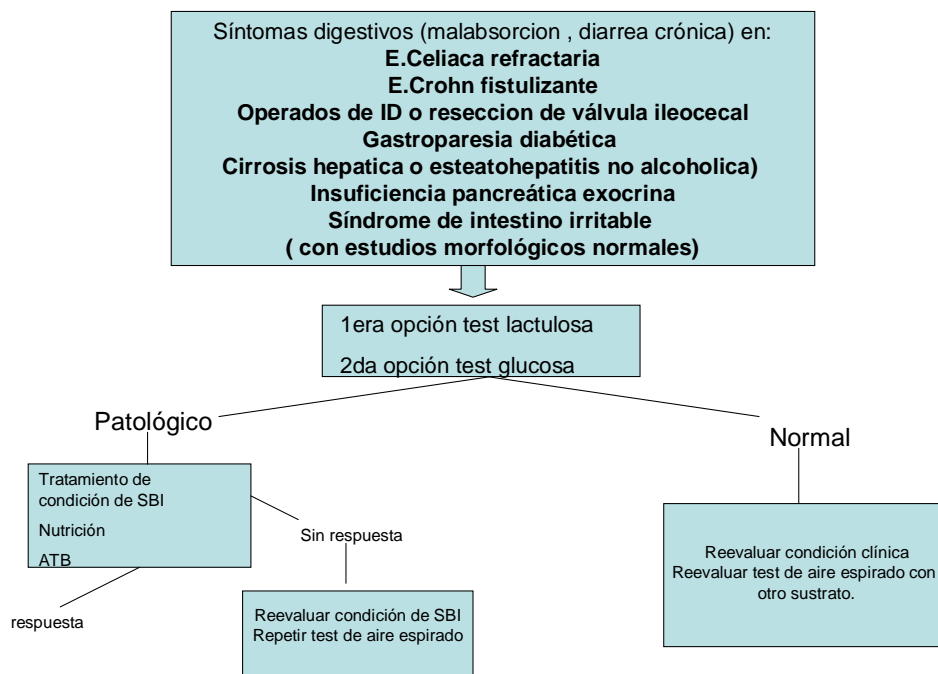 Síntomas digestivos (malabsorcion , diarrea crónica) en:
E.Celiaca refractaria
E.Crohn fistulizante
Operados de ID o reseccion de válvula ileocecal
Gastroparesia diabética
Cirrosis hepatica o esteatohepatitis no alcoholica)
Insuficiencia pancreática exocrina
Síndrome de intestino irritable
( con estudios morfológicos normales)
1era opción test lactulosa
2da opción test glucosa
Patológico
Normal
Tratamiento de
condición de SBI
Nutrición
ATB
Sin respuesta
respuesta
Reevaluar condición de SBI
Repetir test de aire espirado
Reevaluar condición clínica
Reevaluar test de aire espirado con
otro sustrato.